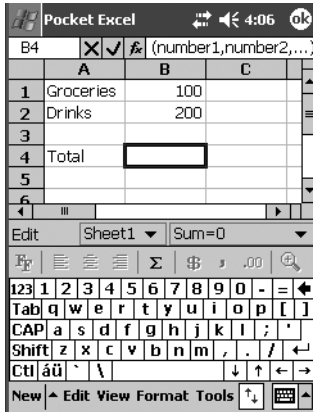 Pocket Excel 4:06 ok
B4 fx (number1,number2,...)
A B C
1 Groceries 100
2 Drinks 200
3
4 Total
5
6
Edit Sheet1 Sum=0
FF Σ $ , .00
123 1 2 3 4 5 6 7 8 9 0 - =
Tab q w e r t y u i o p [ ]
CAP a s d f g h j k l ; '
Shift z x c v b n m , . /
Ctl áü ` \
New Edit View Format Tools